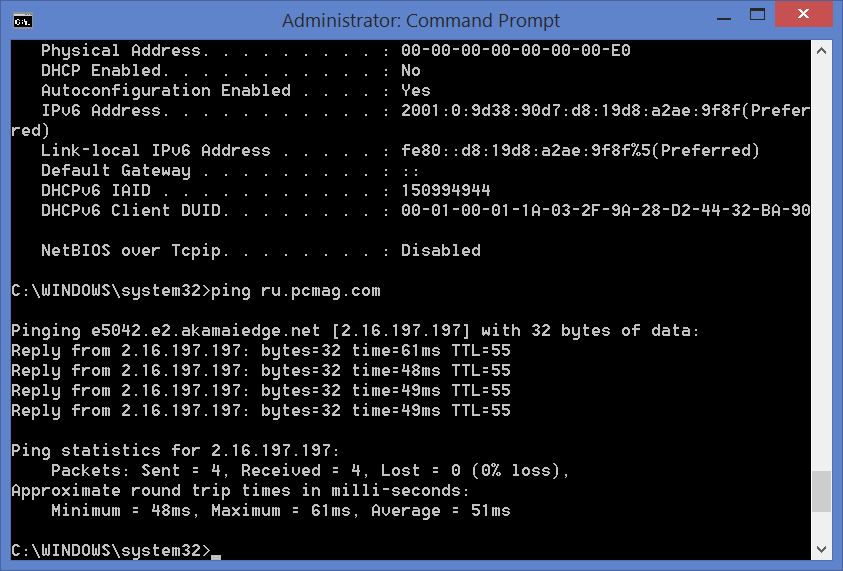 Administrator: Command Prompt
Physical Address. . . . . . . . . : 00-00-00-00-00-00-00-E0
DHCP Enabled. . . . . . . . . . . : No
Autoconfiguration Enabled . . . . : Yes
IPv6 Address. . . . . . . . . . . : 2001:0:9d38:90d7:d8:19d8:a2ae:9f8f(Prefer
red)
Link-local IPv6 Address . . . . . : fe80::d8:19d8:a2ae:9f8f%5(Preferred)
Default Gateway . . . . . . . . . : ::
DHCPv6 IAID . . . . . . . . . . . : 150994944
DHCPv6 Client DUID. . . . . . . . : 00-01-00-01-1A-03-2F-9A-28-D2-44-32-BA-90
NetBIOS over Tcpip. . . . . . . . : Disabled
C:\WINDOWS\system32>ping ru.pcmag.com
Pinging e5042.e2.akamaiedge.net [2.16.197.197] with 32 bytes of data:
Reply from 2.16.197.197: bytes=32 time=61ms TTL=55
Reply from 2.16.197.197: bytes=32 time=48ms TTL=55
Reply from 2.16.197.197: bytes=32 time=49ms TTL=55
Reply from 2.16.197.197: bytes=32 time=49ms TTL=55
Ping statistics for 2.16.197.197:
Packets: Sent = 4, Received = 4, Lost = 0 (0% loss),
Approximate round trip times in milli-seconds:
Minimum = 48ms, Maximum = 61ms, Average = 51ms
C:\WINDOWS\system32>_